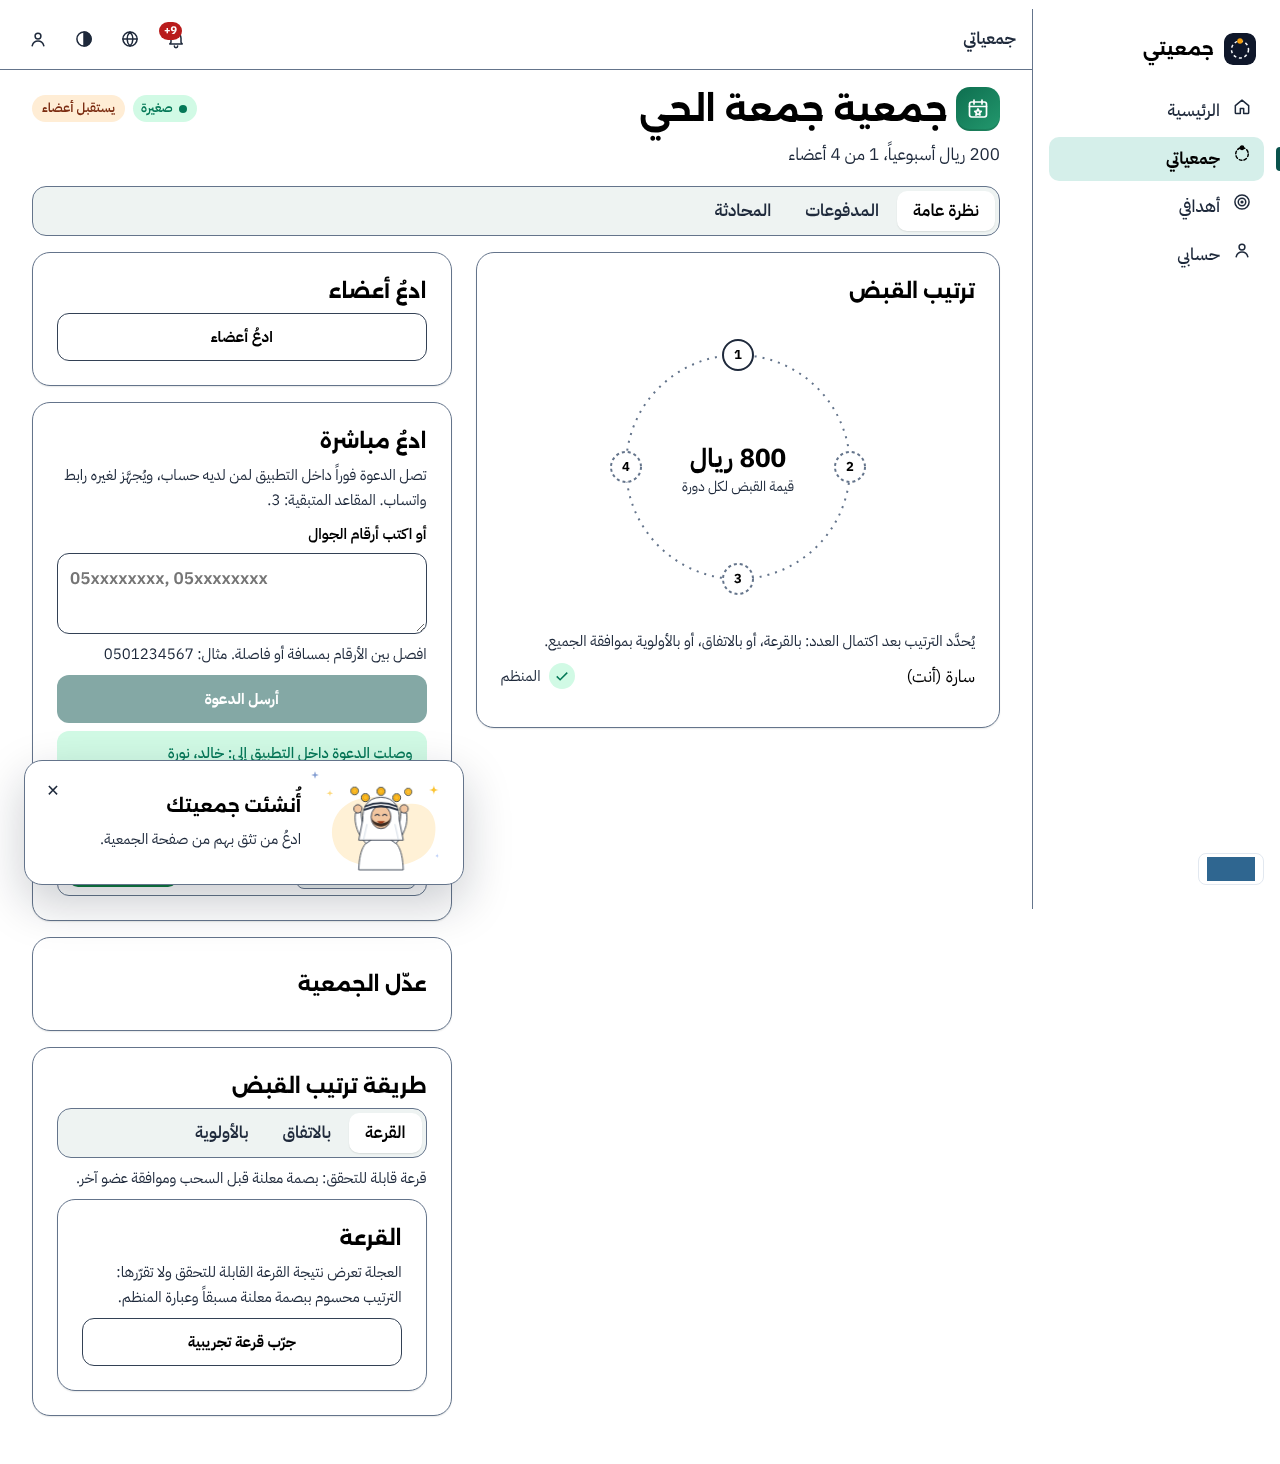 جمعيتي
الرئيسية
جمعياتي
أهدافي
حسابي
جمعياتي
+9
جمعية جمعة الحي
صغيرة
يستقبل أعضاء
200 ريال أسبوعياً، 1 من 4 أعضاء
نظرة عامة
المدفوعات
المحادثة
ترتيب القبض
1
2
3
4
800 ريال
قيمة القبض لكل دورة
يُحدَّد الترتيب بعد اكتمال العدد: بالقرعة، أو بالاتفاق، أو بالأولوية بموافقة الجميع.
سارة (أنت)
المنظم
ادعُ أعضاء
ادعُ أعضاء
ادعُ مباشرة
تصل الدعوة فوراً داخل التطبيق لمن لديه حساب، ويُجهَّز لغيره رابط
واتساب. المقاعد المتبقية: 3.
أو اكتب أرقام الجوال
05xxxxxxxx, 05xxxxxxxx
افصل بين الأرقام بمسافة أو فاصلة. مثال: 0501234567
أرسل الدعوة
وصلت الدعوة داخل التطبيق إلى: خالد، نورة
أُنشئت جمعيتك
ادعُ من تثق بهم من صفحة الجمعية.
عدّل الجمعية
طريقة ترتيب القبض
القرعة
بالاتفاق
بالأولوية
قرعة قابلة للتحقق: بصمة معلنة قبل السحب وموافقة عضو آخر.
القرعة
العجلة تعرض نتيجة القرعة القابلة للتحقق ولا تقرّرها:
الترتيب محسوم ببصمة معلنة مسبقاً وعبارة المنظم.
جرّب قرعة تجريبية